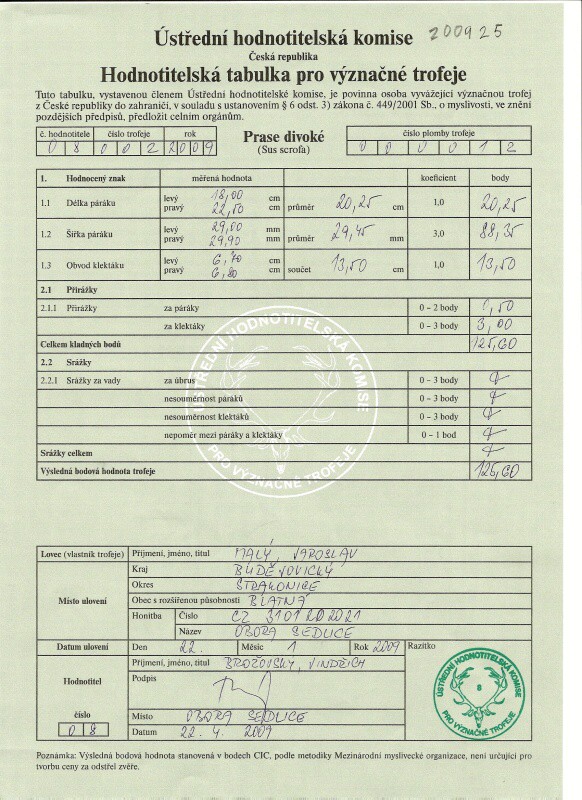 Ústřední hodnotitelská komise 200925
Česká republika
Hodnotitelská tabulka pro význačné trofeje
Tuto tabulku, vystavenou členem Ústřední hodnotitelské komise, je povinna osoba vyvážející význačnou trofej
z České republiky do zahraničí, v souladu s ustanovením § 6 odst. 3) zákona č. 449/2001 Sb., o myslivosti, ve znění
pozdějších předpisů, předložit celním orgánům.
č. hodnotitele číslo trofeje rok Prase divoké číslo plomby trofeje
0 8 0 0 2 2009 (Sus scrofa) 0 0 0 0 1 2
1. Hodnocený znak měřená hodnota koeficient body
1.1 Délka páráku levý 18,00 cm
pravý 22,50 cm průměr 20,25 cm 1,0 20,25
1.2 Šířka páráku levý 29,00 mm
pravý 29,90 mm průměr 29,45 mm 3,0 88,35
1.3 Obvod klektáku levý 6,70 cm
pravý 6,80 cm součet 13,50 cm 1,0 13,50
2.1 Přirážky
2.1.1 Přirážky za páráky 0 – 2 body 0,50
za klektáky 0 – 3 body 3,00
Celkem kladných bodů 125,60
2.2 Srážky
2.2.1 Srážky za vady za úbrus 0 – 3 body
nesouměrnost páráků 0 – 3 body
nesouměrnost klektáků 0 – 3 body
nepoměr mezi páráky a klektáky 0 – 1 bod
Srážky celkem
Výsledná bodová hodnota trofeje 125,60
ÚSTŘEDNÍ HODNOTITELSKÁ KOMISE
PRO VÝZNAČNÉ TROFEJE
Lovec (vlastník trofeje) Příjmení, jméno, titul MALÝ, JAROSLAV
Místo ulovení Kraj BUDĚJOVICKÝ
Okres STRAKONICE
Obec s rozšířenou působností BLATNÁ
Honitba Číslo CZ 3101202021
Název OBORA SEDLICE
Datum ulovení Den 22. Měsíc 1 Rok 2009 Razítko
Hodnotitel Příjmení, jméno, titul BROŽOVSKÝ, JINDŘICH
Podpis
číslo Místo OBORA SEDLICE
0 8 Datum 22. 4. 2009
ÚSTŘEDNÍ HODNOTITELSKÁ KOMISE
8
PRO VÝZNAČNÉ TROFEJE
Poznámka: Výsledná bodová hodnota stanovená v bodech CIC, podle metodiky Mezinárodní myslivecké organizace, není určující pro
tvorbu ceny za odstřel zvěře.